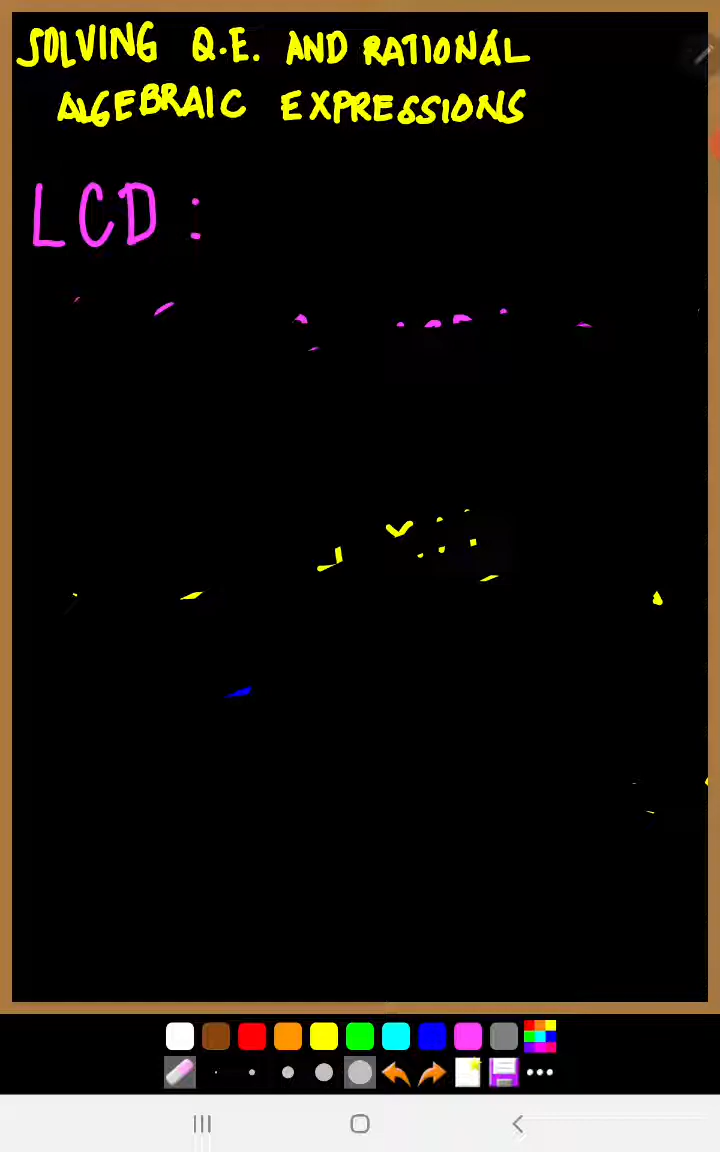 SOLVING Q.E. AND RATIONAL
ALGEBRAIC EXPRESSIONS
LCD :